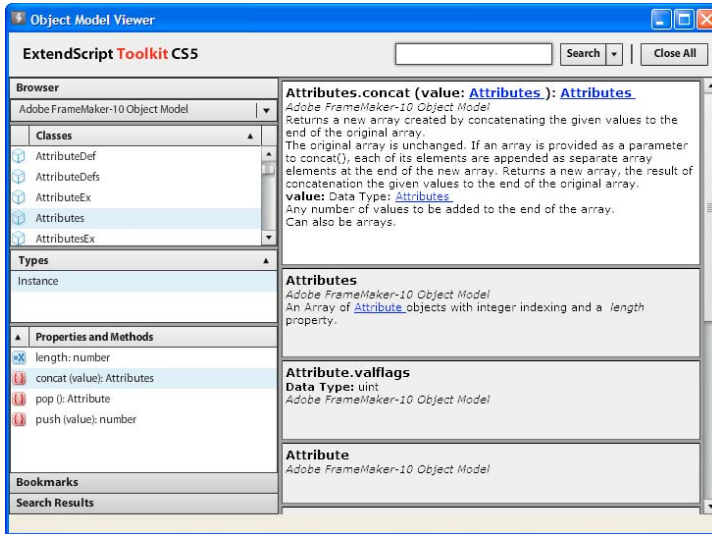 Object Model Viewer
ExtendScript Toolkit CS5
Search
Close All
Browser
Adobe FrameMaker-10 Object Model
Classes
AttributeDef
AttributeDefs
AttributeEx
Attributes
AttributesEx
Types
Instance
Properties and Methods
length: number
concat (value): Attributes
pop (): Attribute
push (value): number
Bookmarks
Search Results
Attributes.concat (value: Attributes ): Attributes
Adobe FrameMaker-10 Object Model
Returns a new array created by concatenating the given values to the
end of the original array.
The original array is unchanged. If an array is provided as a parameter
to concat(), each of its elements are appended as separate array
elements at the end of the new array. Returns a new array, the result of
concatenation the given values to the end of the original array.
value: Data Type: Attributes
Any number of values to be added to the end of the array.
Can also be arrays.
Attributes
Adobe FrameMaker-10 Object Model
An Array of Attribute objects with integer indexing and a length
property.
Attribute.valflags
Data Type: uint
Adobe FrameMaker-10 Object Model
Attribute
Adobe FrameMaker-10 Object Model